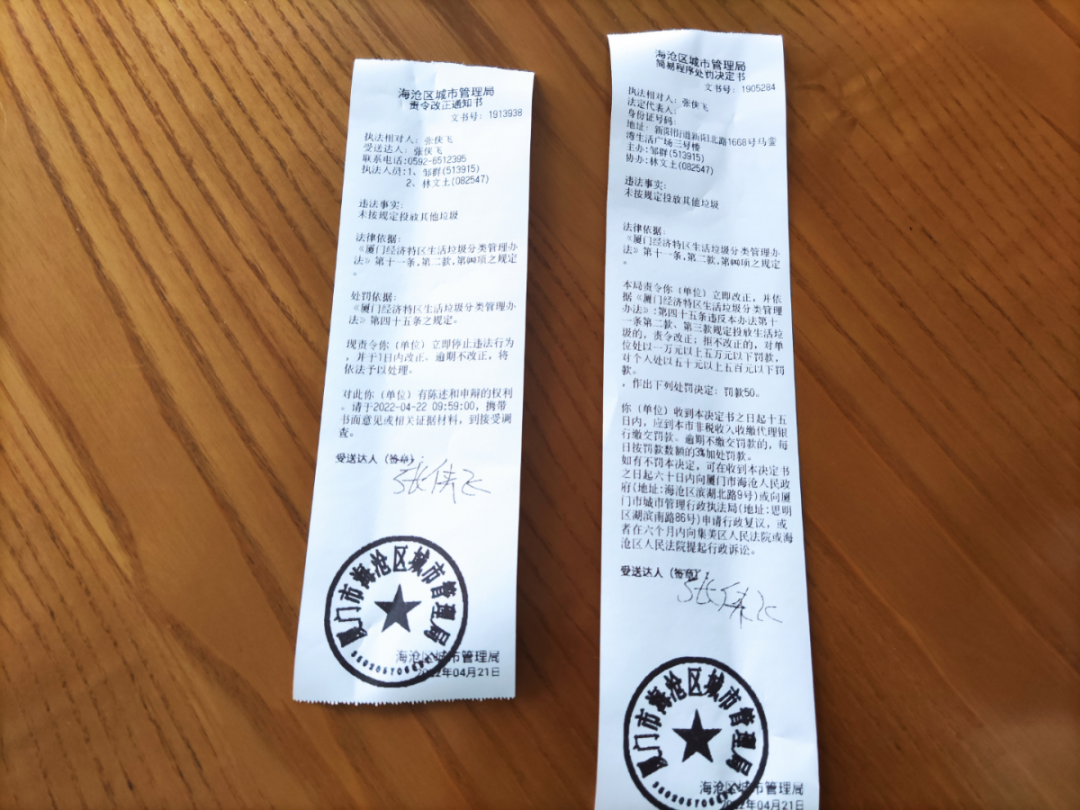 海沧区城市管理局
责令改正通知书
文书号：1913938
执法相对人：张侠飞
受送达人：张侠飞
联系电话:0592-6512395
执法人员:1、邹群(513915)
2、林文土(082547)
违法事实：
未按规定投放其他垃圾
法律依据：
《厦门经济特区生活垃圾分类管理办
法》第十一条,第二款,第㈣项之规定
。
处罚依据：
《厦门经济特区生活垃圾分类管理办
法》第四十五条之规定。
现责令你（单位）立即停止违法行为
，并于1日内改正。逾期不改正，将
依法予以处理。
对此你（单位）有陈述和申辩的权利
。请于2022-04-22 09:59:00，携带
书面意见或相关证据材料，到接受调
查。
受送达人（签章）
张侠飞
厦门市海沧区城市管理局
海沧区城市管理局
2022年04月21日
海沧区城市管理局
简易程序处罚决定书
文书号：1905284
执法相对人：张侠飞
法定代表人：
身份证号码：
地址：新阳街道新阳北路1668号马銮
湾生活广场三号楼
主办:邹群(513915)
协办:林文土(082547)
违法事实：
未按规定投放其他垃圾
法律依据：
《厦门经济特区生活垃圾分类管理办
法》第十一条,第二款,第㈣项之规定
。
本局责令你（单位）立即改正，并依
据《厦门经济特区生活垃圾分类管理
办法》:第四十五条违反本办法第十
一条第二款、第三款规定投放生活垃
圾的，责令改正；拒不改正的，对单
位处以一万元以上五万元以下罚款，
对个人处以五十元以上五百元以下罚
款。
，作出下列处罚决定：罚款50。
你（单位）收到本决定书之日起十五
日内，应到本市非税收入收缴代理银
行缴交罚款。逾期不缴交罚款的，每
日按罚款数额的3%加处罚款。
如有不罚本决定，可在收到本决定书
之日起六十日内向厦门市海沧人民政
府(地址:海沧区滨湖北路9号)或向厦
门市城市管理行政执法局(地址:思明
区湖滨南路86号)申请行政复议，或
者在六个月内向集美区人民法院或海
沧区人民法院提起行政诉讼。
受送达人（签章）
张侠飞
厦门市海沧区城市管理局
海沧区城市管理局
2022年04月21日